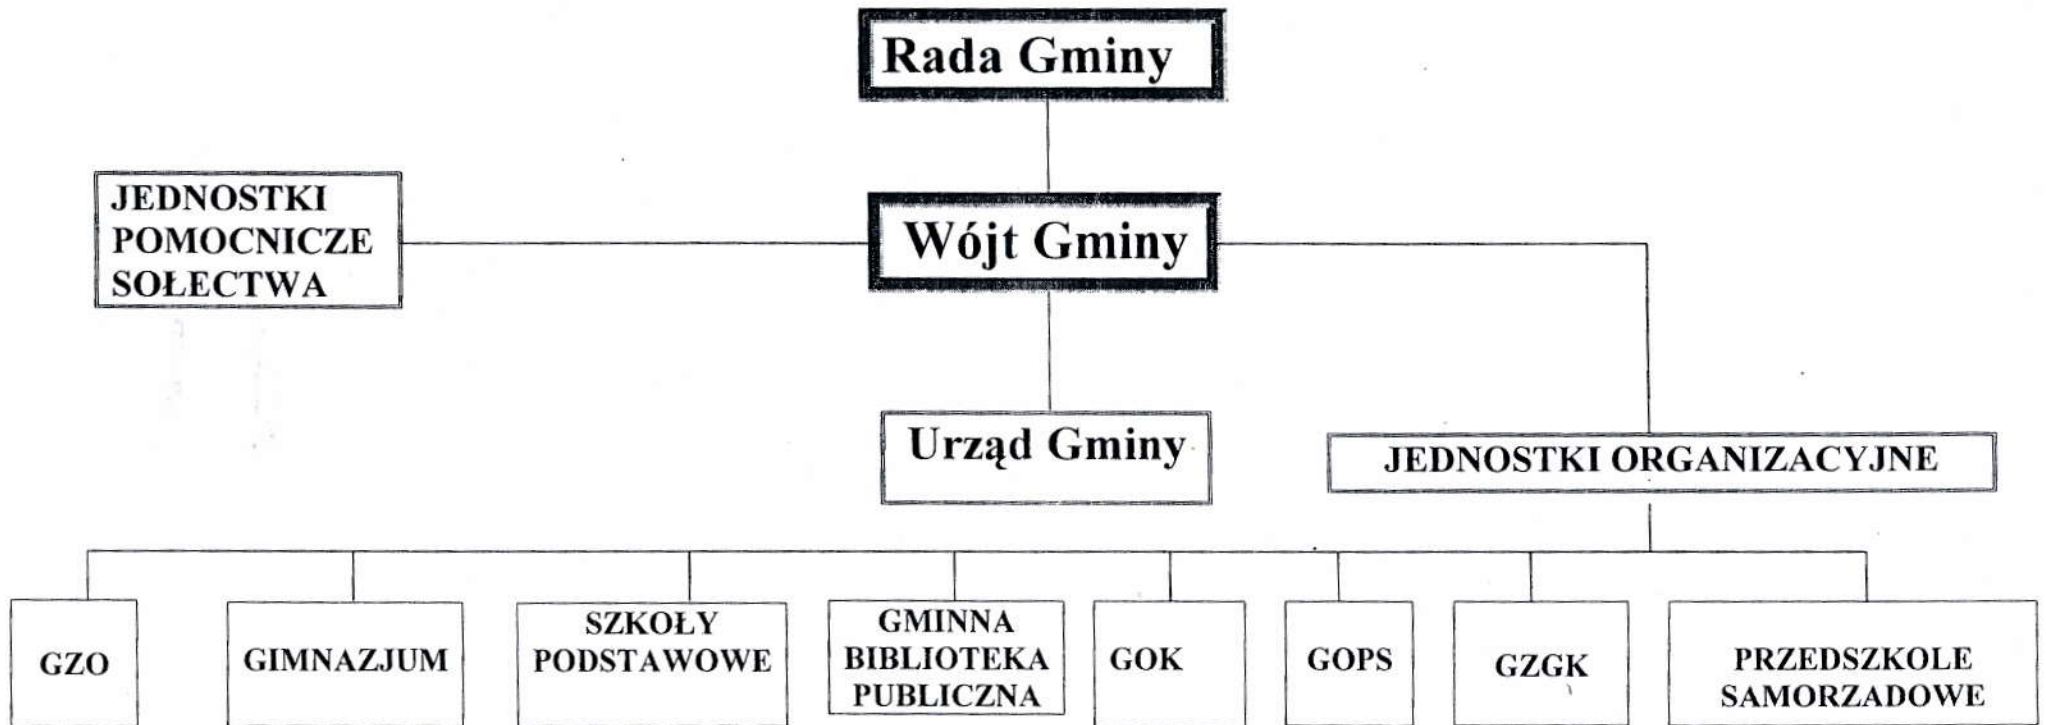 Rada Gminy
JEDNOSTKI
POMOCNICZE
SOŁECTWA
Wójt Gminy
Urząd Gminy
JEDNOSTKI ORGANIZACYJNE
GZO
GIMNAZJUM
SZKOŁY
PODSTAWOWE
GMINNA
BIBLIOTEKA
PUBLICZNA
GOK
GOPS
GZGK
PRZEDSZKOLE
SAMORZADOWE